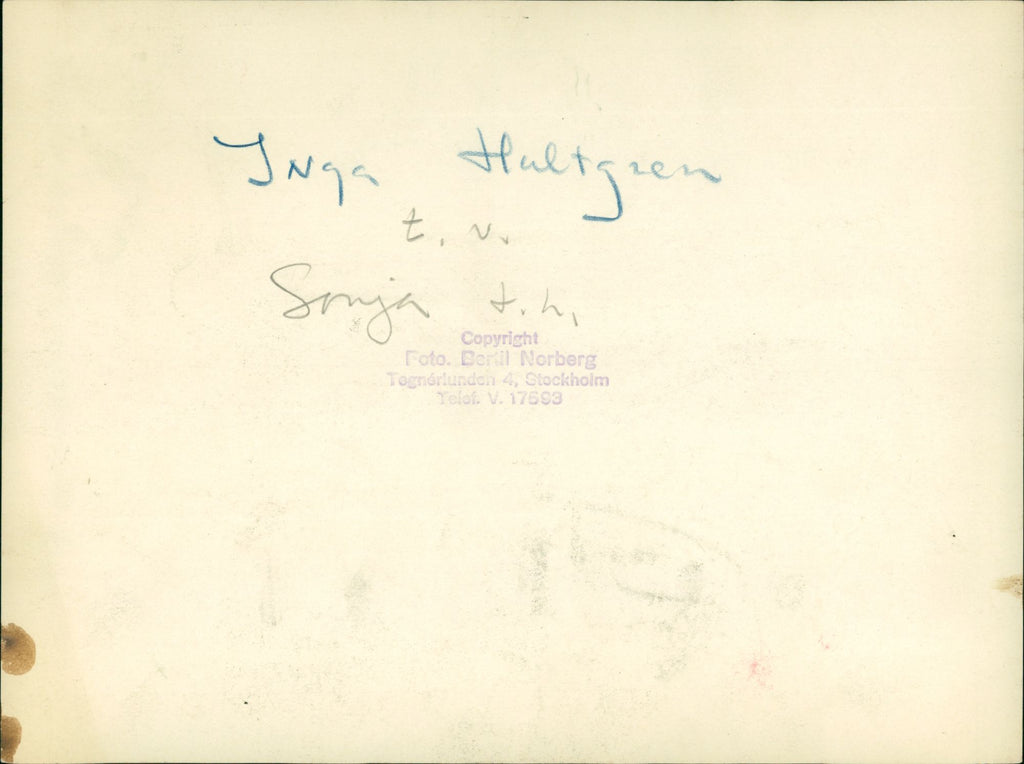 Inga Hultgren
t. v.
Sonja t. h.
Copyright
Foto. Bertil Norberg
Tegnérlunden 4, Stockholm
Telef. V. 17593